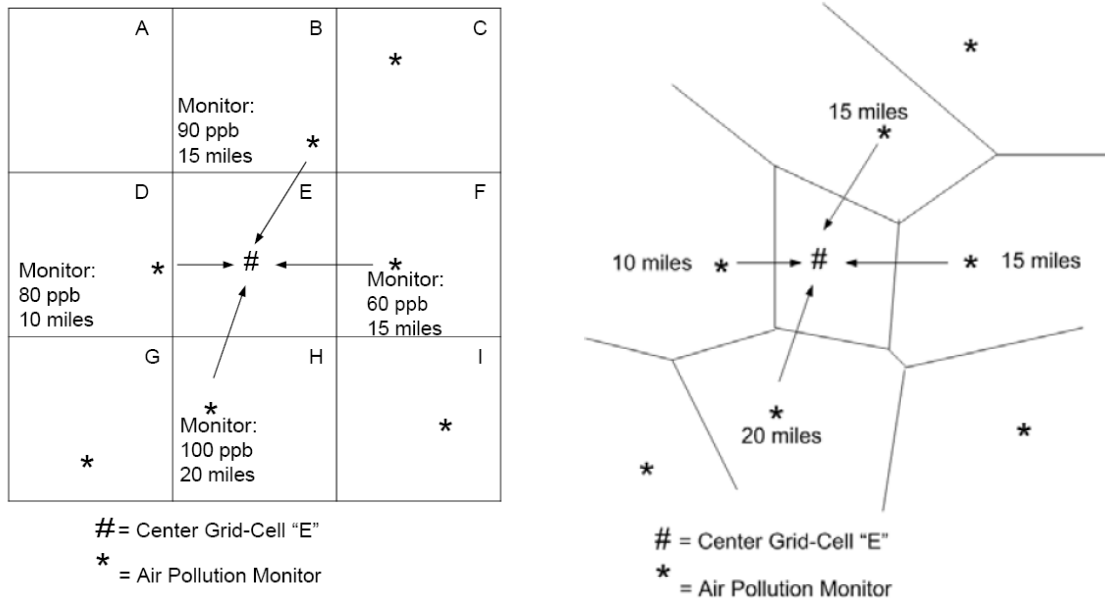 A
B
C
Monitor:
90 ppb
15 miles
*
*
D
E
F
*
#
*
Monitor:
80 ppb
10 miles
Monitor:
60 ppb
15 miles
G
H
I
*
Monitor:
100 ppb
20 miles
*
*
# = Center Grid-Cell “E”
* = Air Pollution Monitor
*
15 miles
*
10 miles
*
#
*
15 miles
*
20 miles
*
*
# = Center Grid-Cell “E”
* = Air Pollution Monitor